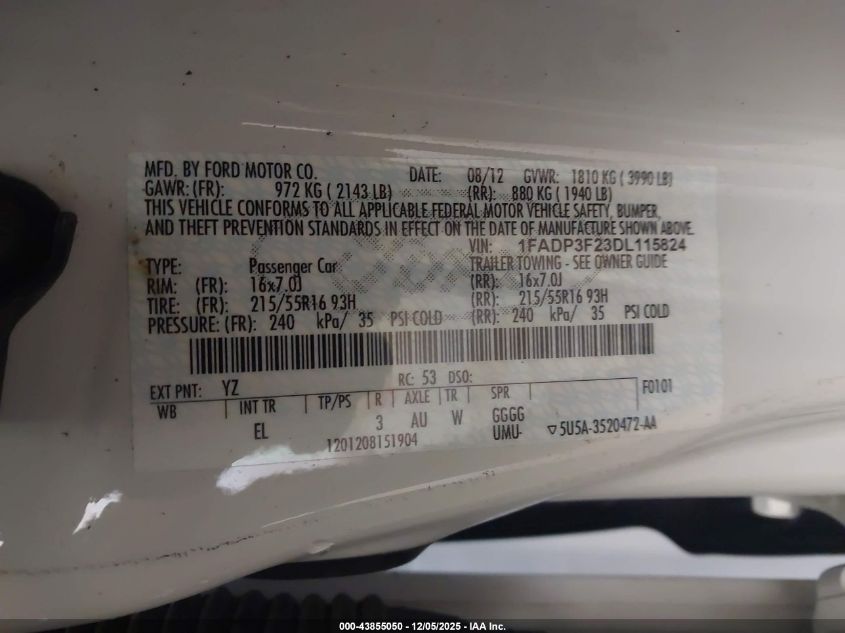 MFD. BY FORD MOTOR CO. DATE: 08/12 GVWR: 1810 KG ( 3990 LB)
GAWR: (FR): 972 KG ( 2143 LB) (RR): 880 KG ( 1940 LB)
THIS VEHICLE CONFORMS TO ALL APPLICABLE FEDERAL MOTOR VEHICLE SAFETY, BUMPER,
AND THEFT PREVENTION STANDARDS IN EFFECT ON THE DATE OF MANUFACTURE SHOWN ABOVE.
VIN: 1FADP3F23DL115824
TYPE: Passenger Car TRAILER TOWING - SEE OWNER GUIDE
RIM: (FR): 16x7.0J (RR): 16x7.0J
TIRE: (FR): 215/55R16 93H (RR): 215/55R16 93H
PRESSURE: (FR): 240 kPa/ 35 PSI COLD (RR): 240 kPa/ 35 PSI COLD
EXT PNT: YZ RC: 53 DSO: F0101
WB INT TR TP/PS R AXLE TR SPR
EL 3 AU W GGGG
1201208151904 UMU- ▽5U5A-3520472-AA
000-43855050 - 12/05/2025 - IAA Inc.